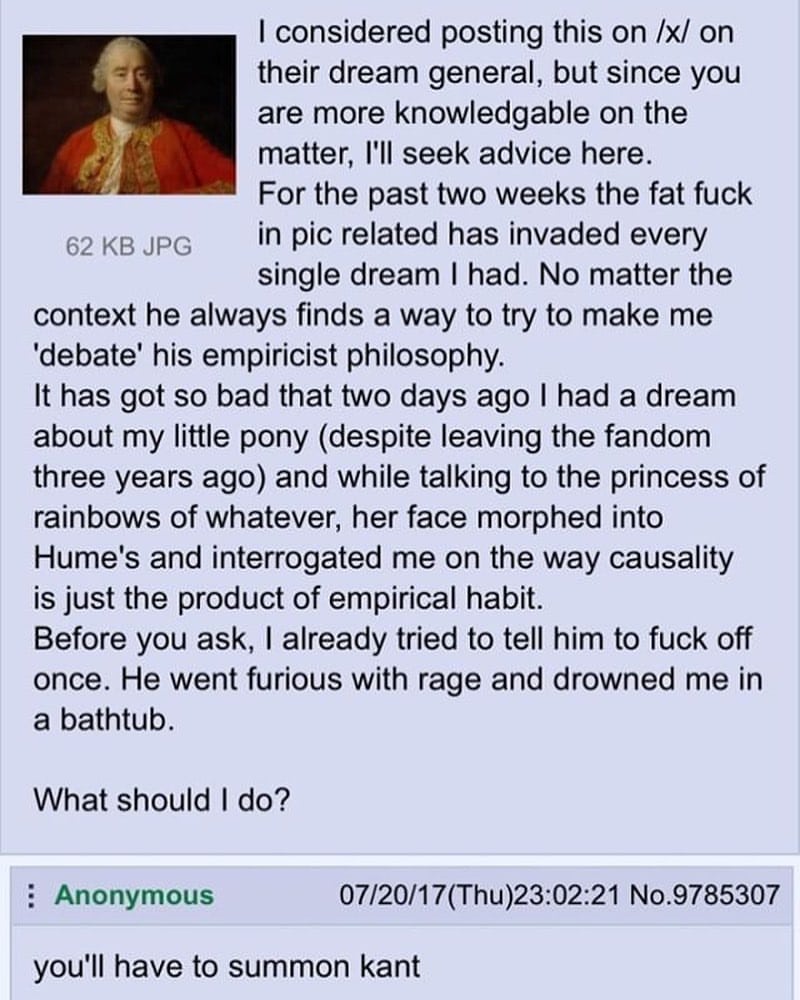 I considered posting this on /x/ on
their dream general, but since you
are more knowledgable on the
matter, I'll seek advice here.
For the past two weeks the fat fuck
in pic related has invaded every
single dream I had. No matter the
62 KB JPG
context he always finds a way to try to make me
'debate' his empiricist philosophy.
It has got so bad that two days ago I had a dream
about my little pony (despite leaving the fandom
three years ago) and while talking to the princess of
rainbows of whatever, her face morphed into
Hume's and interrogated me on the way causality
is just the product of empirical habit.
Before you ask, I already tried to tell him to fuck off
once. He went furious with rage and drowned me in
a bathtub.
What should I do?
Anonymous 07/20/17(Thu)23:02:21 No.9785307
you'll have to summon kant